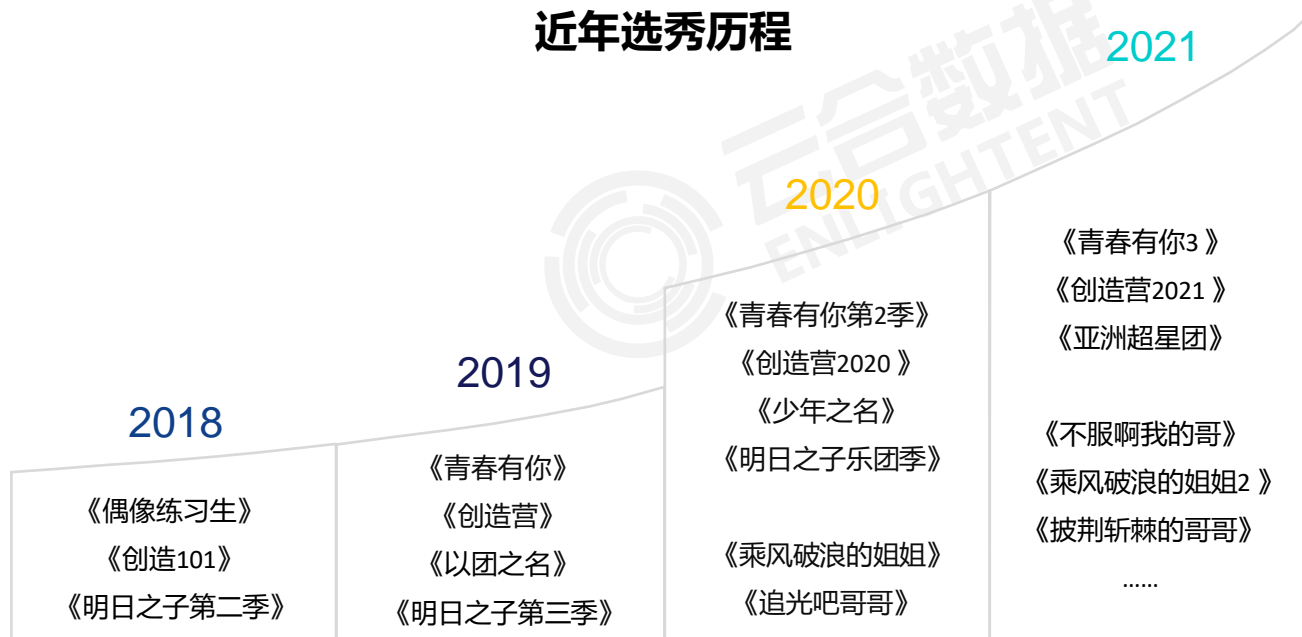 近年选秀历程
云合数据
ENLIGHTENT
2018
《偶像练习生》
《创造101》
《明日之子第二季》
2019
《青春有你》
《创造营》
《以团之名》
《明日之子第三季》
2020
《青春有你第2季》
《创造营2020 》
《少年之名》
《明日之子乐团季》
《乘风破浪的姐姐》
《追光吧哥哥》
2021
《青春有你3 》
《创造营2021 》
《亚洲超星团》
《不服啊我的哥》
《乘风破浪的姐姐2 》
《披荆斩棘的哥哥》
......